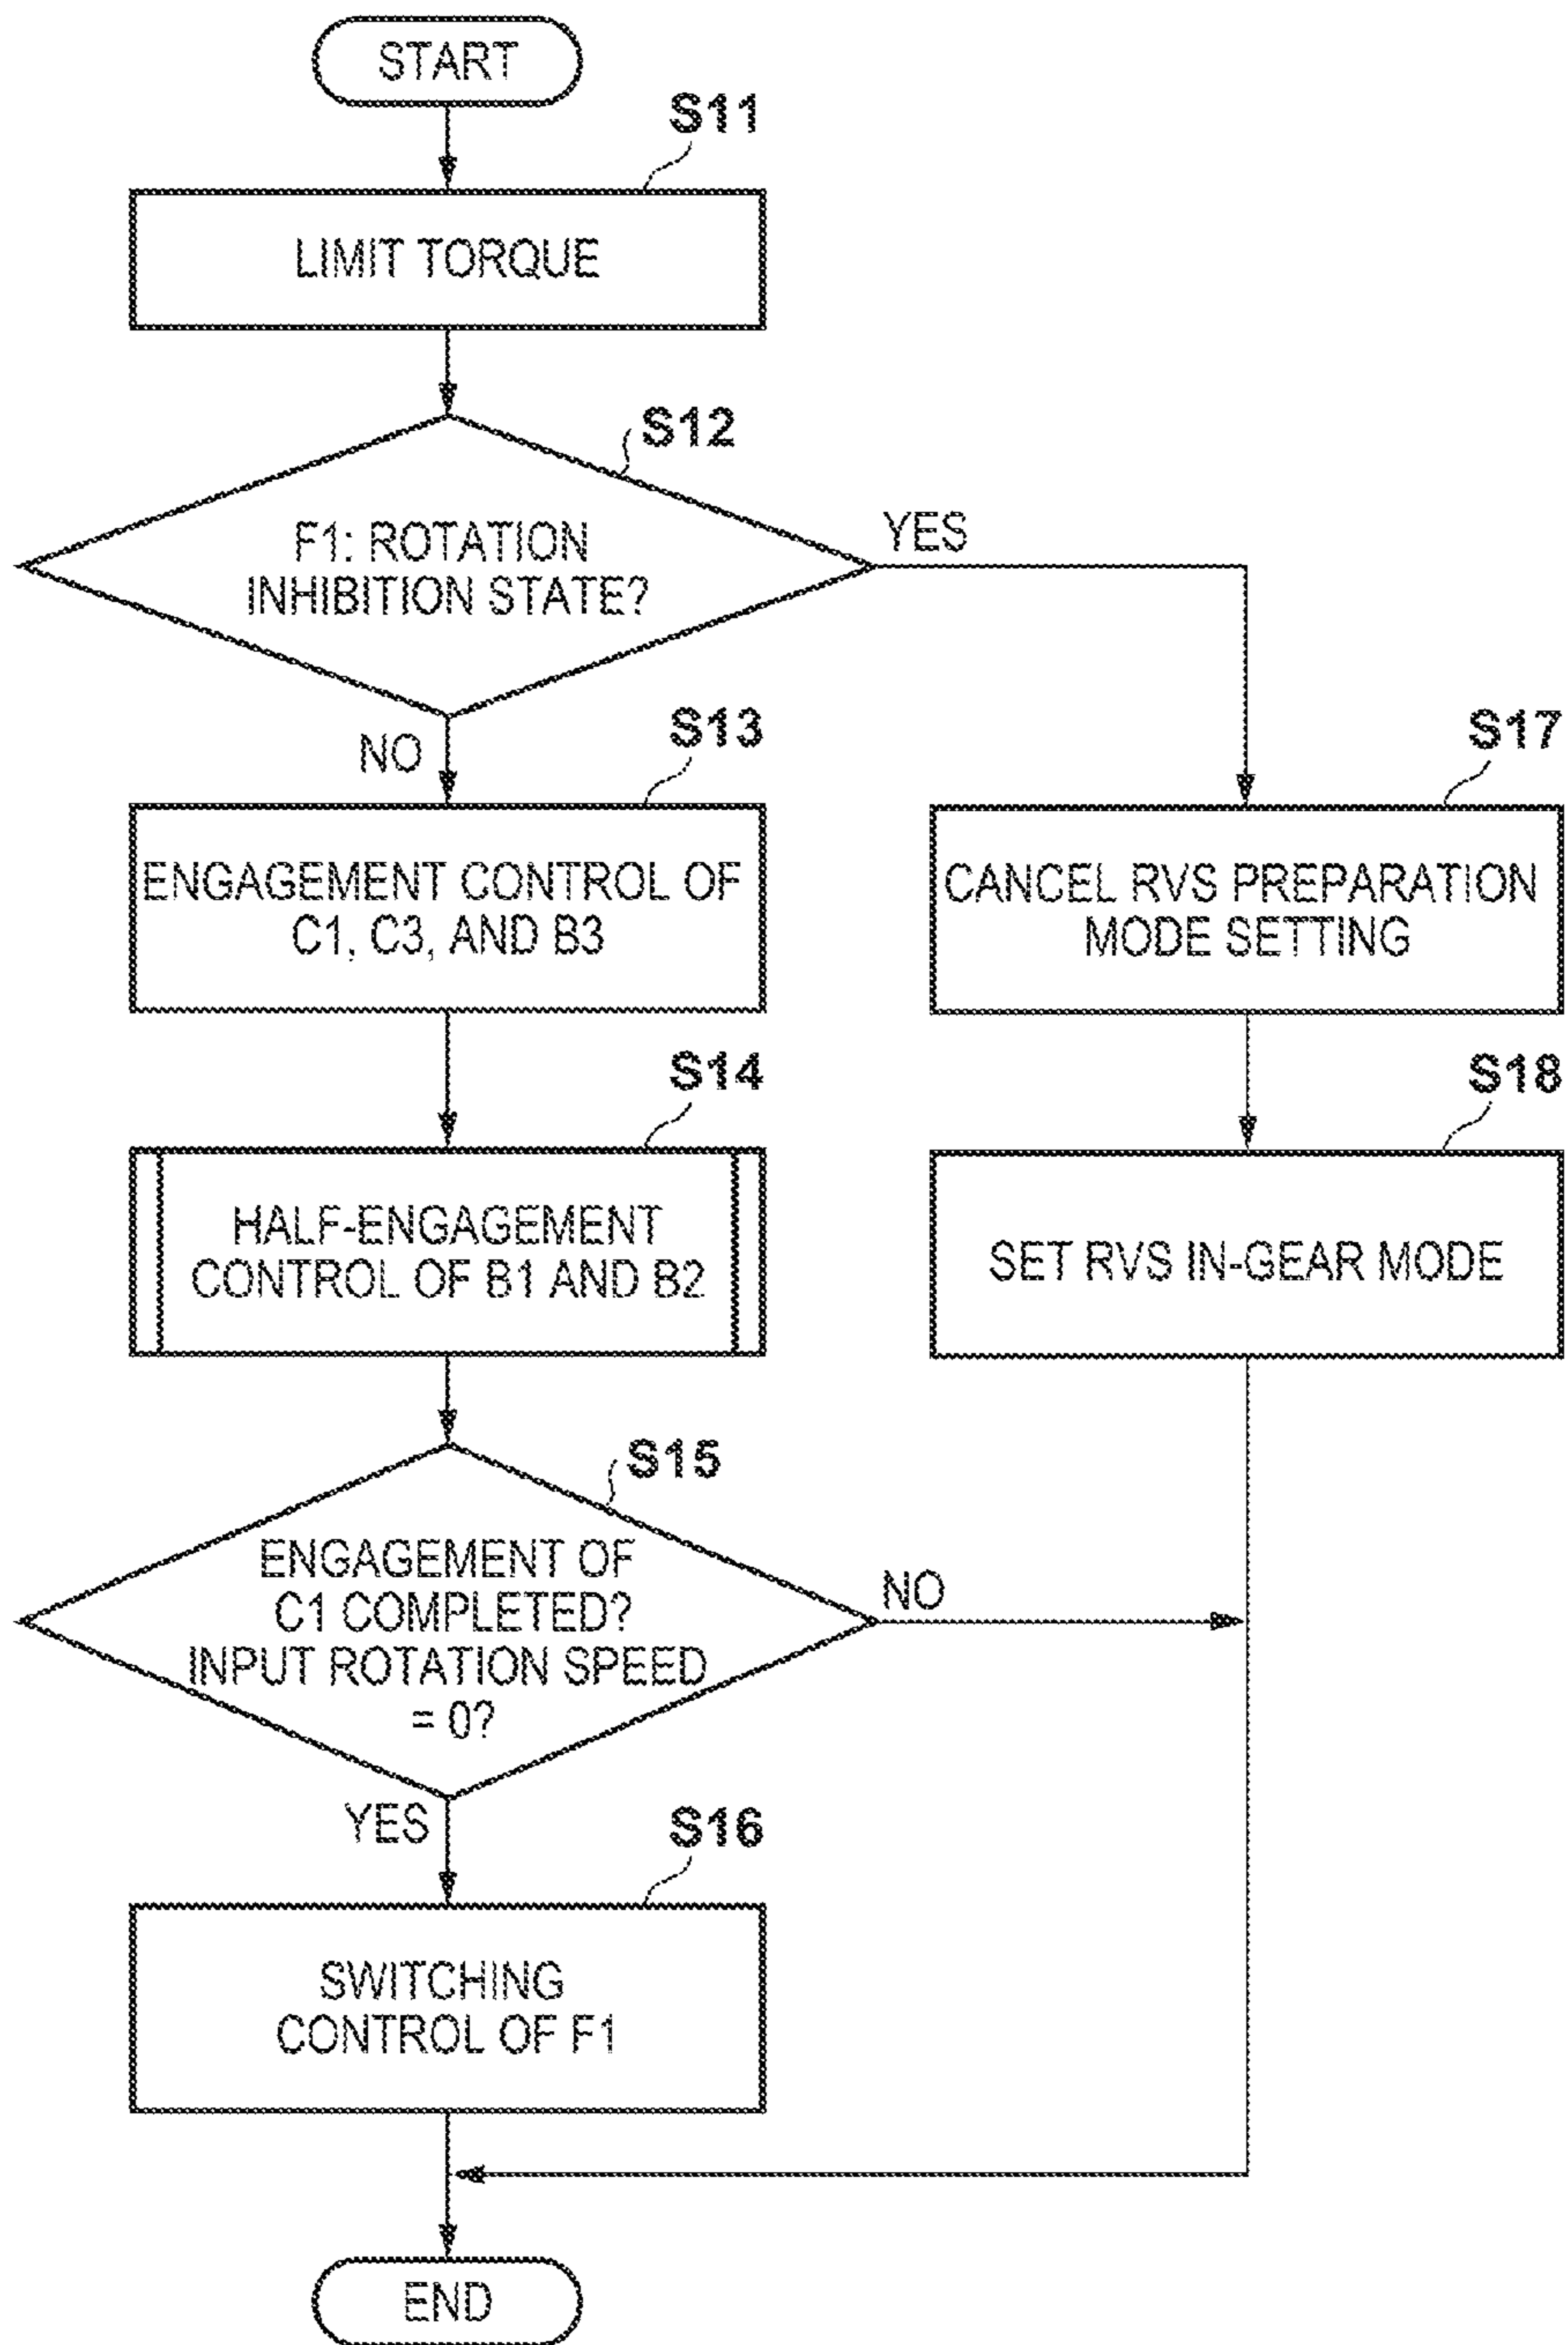 START
S11
LIMIT TORQUE
S12
F1: ROTATION
INHIBITION STATE?
YES
NO
S13
ENGAGEMENT CONTROL OF
C1, C3, AND B3
S17
CANCEL RVS PREPARATION
MODE SETTING
S14
HALF-ENGAGEMENT
CONTROL OF B1 AND B2
S18
SET RVS IN-GEAR MODE
S15
ENGAGEMENT OF
C1 COMPLETED?
INPUT ROTATION SPEED
= 0?
NO
YES
S16
SWITCHING
CONTROL OF F1
END